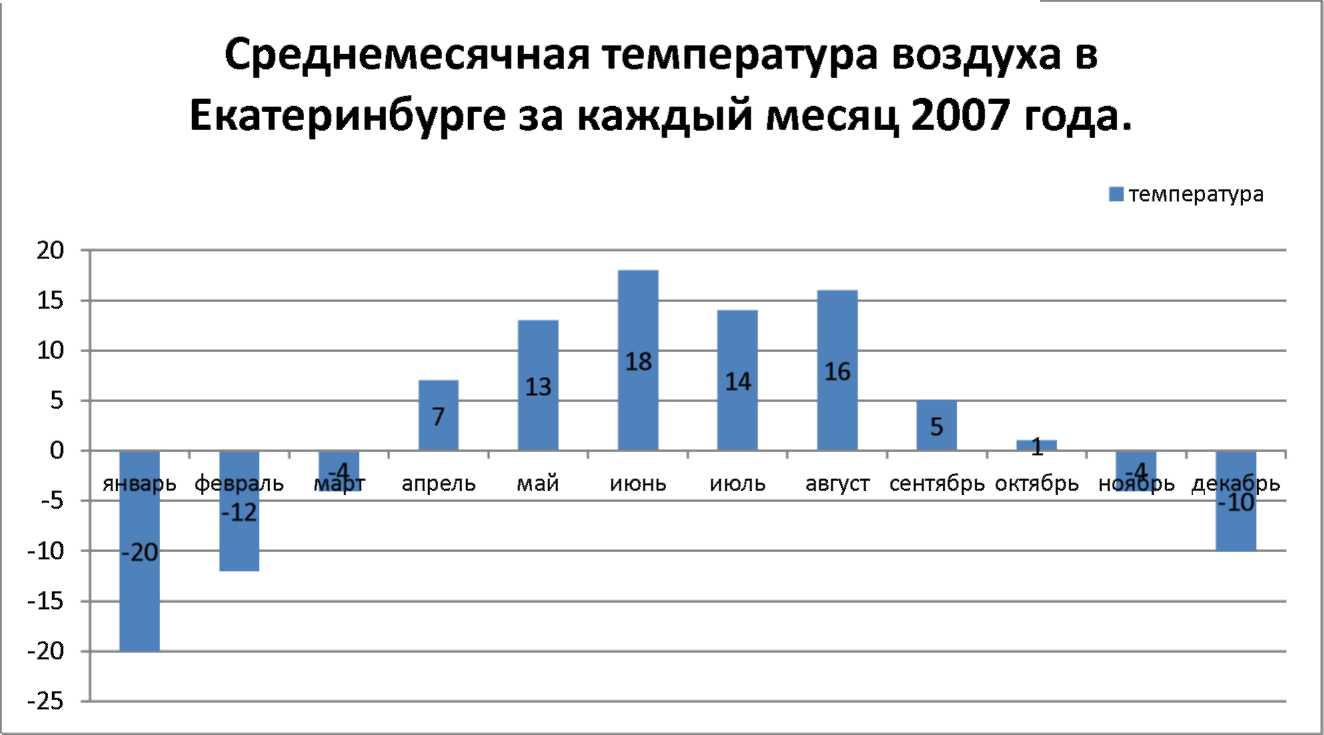 Среднемесячная температура воздуха в
Екатеринбурге за каждый месяц 2007 года.
температура
20
15
10
5
0
-5
-10
-15
-20
-25
январь февраль март апрель май июнь июль август сентябрь октябрь ноябрь декабрь
-20 -12 -4 7 13 18 14 16 5 1 -4 -10